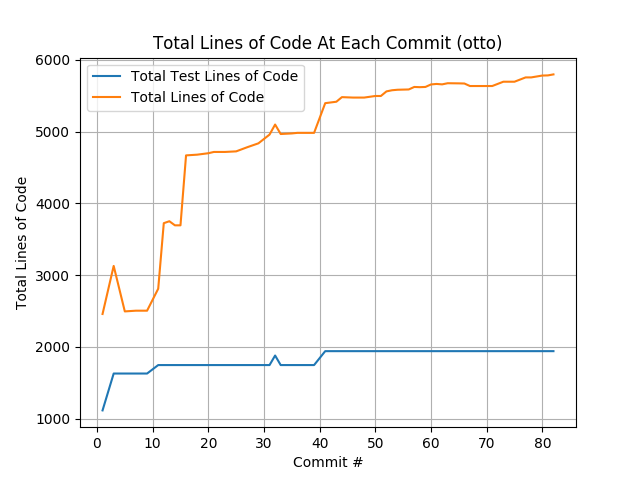 Total Lines of Code At Each Commit (otto)
Total Test Lines of Code
Total Lines of Code
Total Lines of Code
6000
5000
4000
3000
2000
1000
0 10 20 30 40 50 60 70 80
Commit #